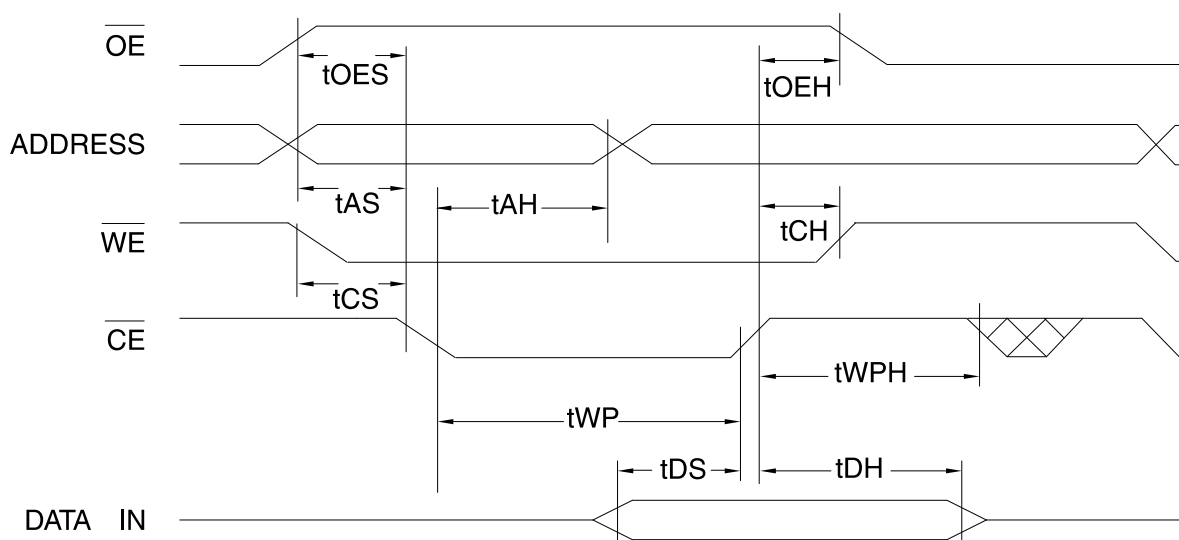 OE
tOES
tOEH
ADDRESS
tAS
tAH
tCH
WE
tCS
CE
tWPH
tWP
tDS
tDH
DATA IN